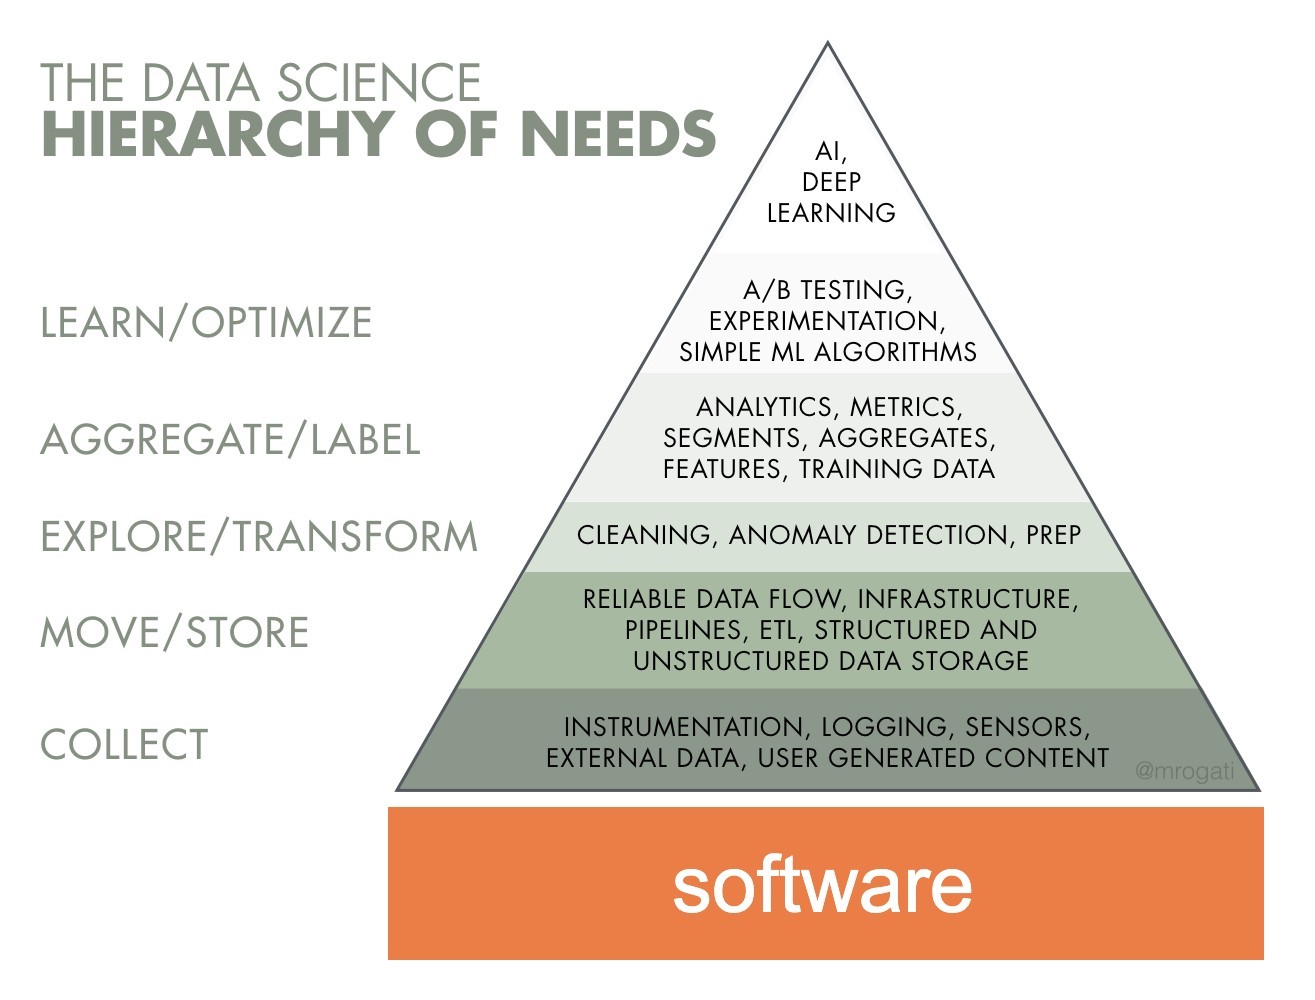 THE DATA SCIENCE
HIERARCHY OF NEEDS
AI,
DEEP
LEARNING
LEARN/OPTIMIZE
A/B TESTING,
EXPERIMENTATION,
SIMPLE ML ALGORITHMS
AGGREGATE/LABEL
ANALYTICS, METRICS,
SEGMENTS, AGGREGATES,
FEATURES, TRAINING DATA
EXPLORE/TRANSFORM
CLEANING, ANOMALY DETECTION, PREP
MOVE/STORE
RELIABLE DATA FLOW, INFRASTRUCTURE,
PIPELINES, ETL, STRUCTURED AND
UNSTRUCTURED DATA STORAGE
COLLECT
INSTRUMENTATION, LOGGING, SENSORS,
EXTERNAL DATA, USER GENERATED CONTENT
@mrogati
software